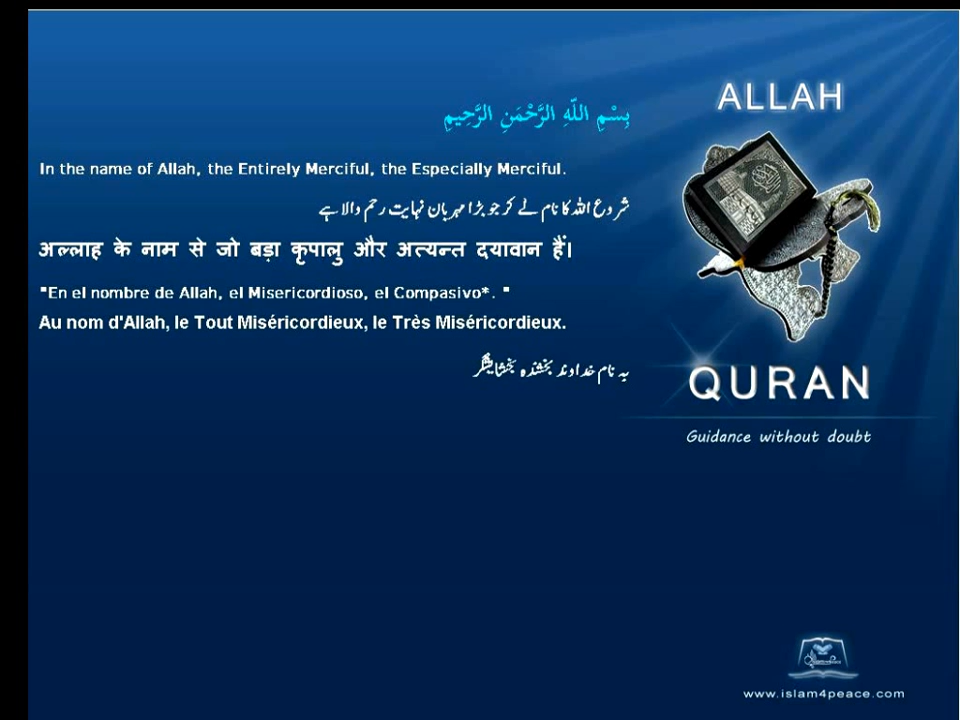 بِسْمِ اللّهِ الرَّحْمَنِ الرَّحِيمِ
In the name of Allah, the Entirely Merciful, the Especially Merciful.
شروع اللہ کا نام لے کر جو بڑا مہربان نہایت رحم والا ہے
अल्लाह के नाम से जो बड़ा कृपालु और अत्यन्त दयावान हैं।
"En el nombre de Allah, el Misericordioso, el Compasivo*. "
Au nom d'Allah, le Tout Miséricordieux, le Très Miséricordieux.
به نام خداوند بخشنده بخشایشگر
ALLAH
QURAN
Guidance without doubt
www.islam4peace.com